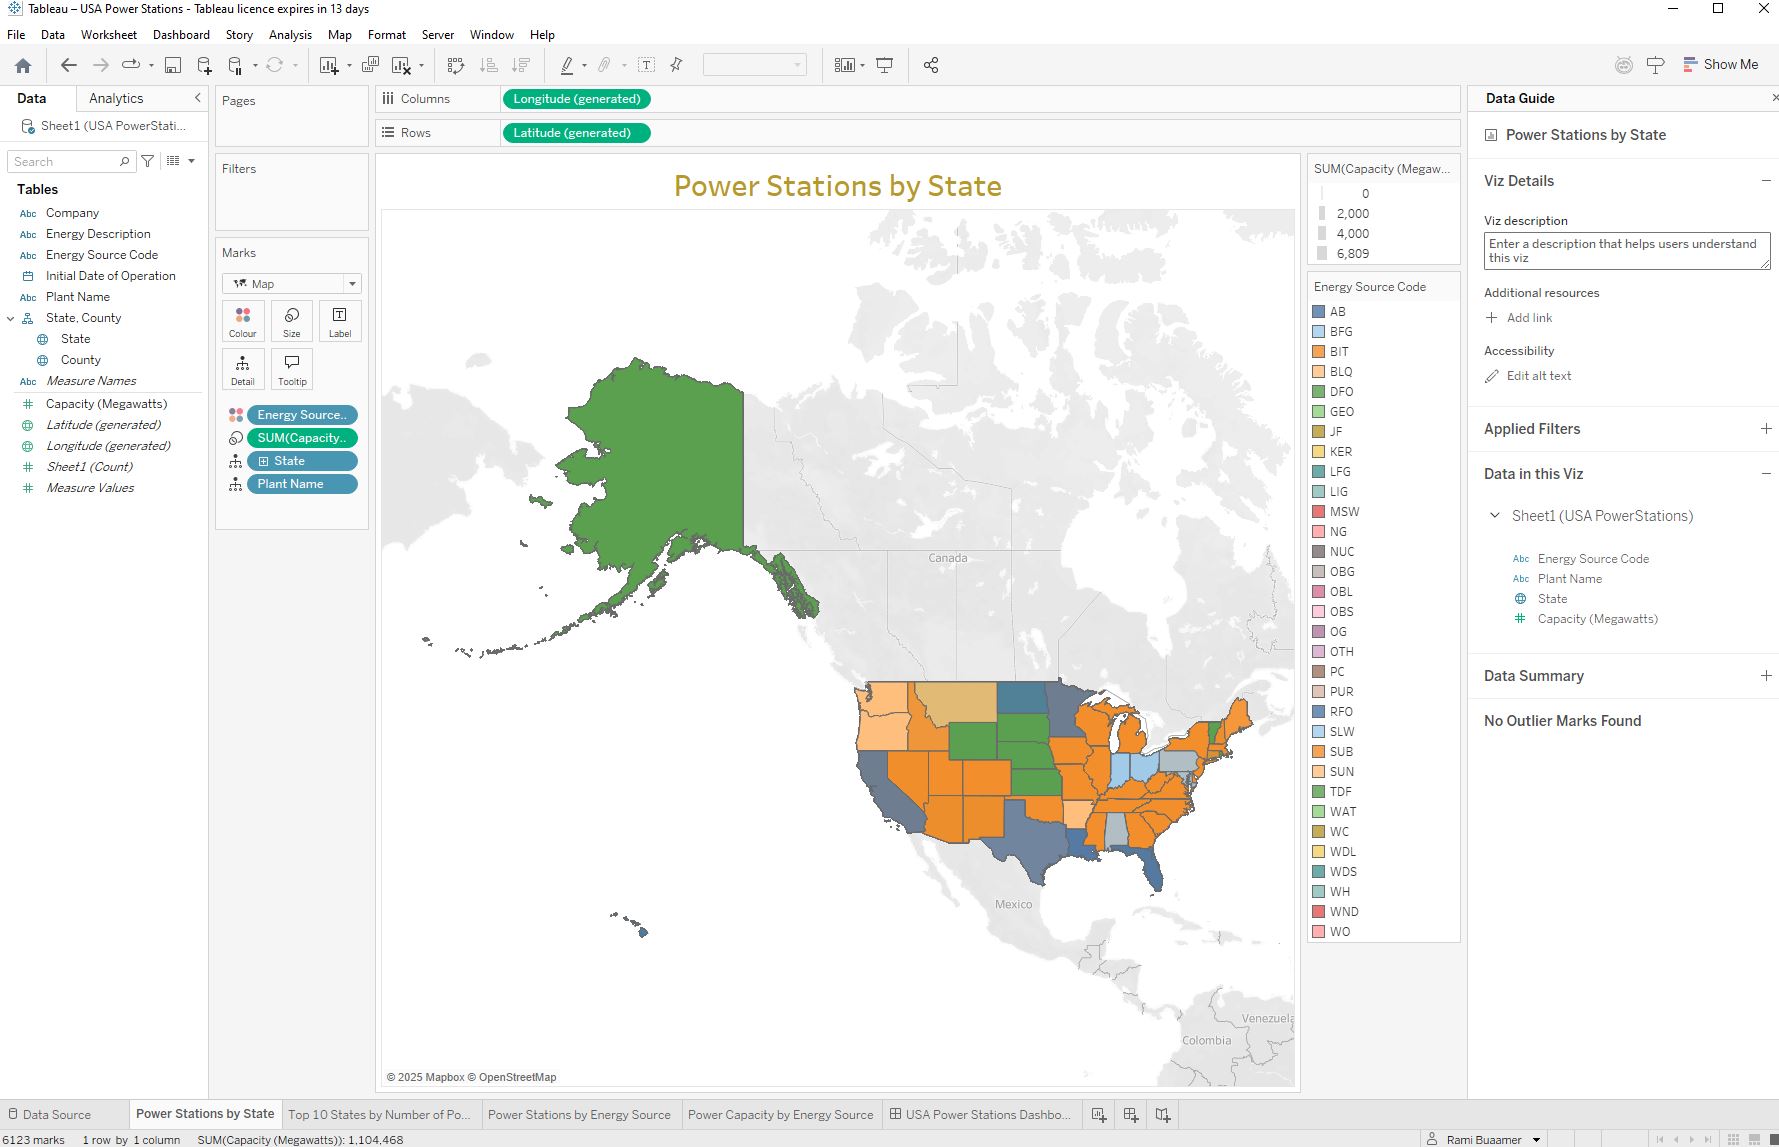 Tableau – USA Power Stations - Tableau licence expires in 13 days
File Data Worksheet Dashboard Story Analysis Map Format Server Window Help
Show Me
Data Analytics
Sheet1 (USA PowerStati...
Search
Tables
Abc Company
Abc Energy Description
Abc Energy Source Code
Initial Date of Operation
Abc Plant Name
State, County
State
County
Abc Measure Names
Capacity (Megawatts)
Latitude (generated)
Longitude (generated)
Sheet1 (Count)
Measure Values
Pages
Filters
Marks
Map
Colour Size Label
Detail Tooltip
Energy Source..
SUM(Capacity..
State
Plant Name
Columns Longitude (generated)
Rows Latitude (generated)
Power Stations by State
Canada
Mexico
Venezuela
Colombia
© 2025 Mapbox © OpenStreetMap
SUM(Capacity (Megaw...
0
2,000
4,000
6,809
Energy Source Code
AB
BFG
BIT
BLQ
DFO
GEO
JF
KER
LFG
LIG
MSW
NG
NUC
OBG
OBL
OBS
OG
OTH
PC
PUR
RFO
SLW
SUB
SUN
TDF
WAT
WC
WDL
WDS
WH
WND
WO
Data Guide
Power Stations by State
Viz Details
Viz description
Enter a description that helps users understand
this viz
Additional resources
Add link
Accessibility
Edit alt text
Applied Filters
Data in this Viz
Sheet1 (USA PowerStations)
Abc Energy Source Code
Abc Plant Name
State
Capacity (Megawatts)
Data Summary
No Outlier Marks Found
Data Source Power Stations by State Top 10 States by Number of Po... Power Stations by Energy Source Power Capacity by Energy Source USA Power Stations Dashbo...
6123 marks 1 row by 1 column SUM(Capacity (Megawatts)): 1,104,468 Rami Buaamer